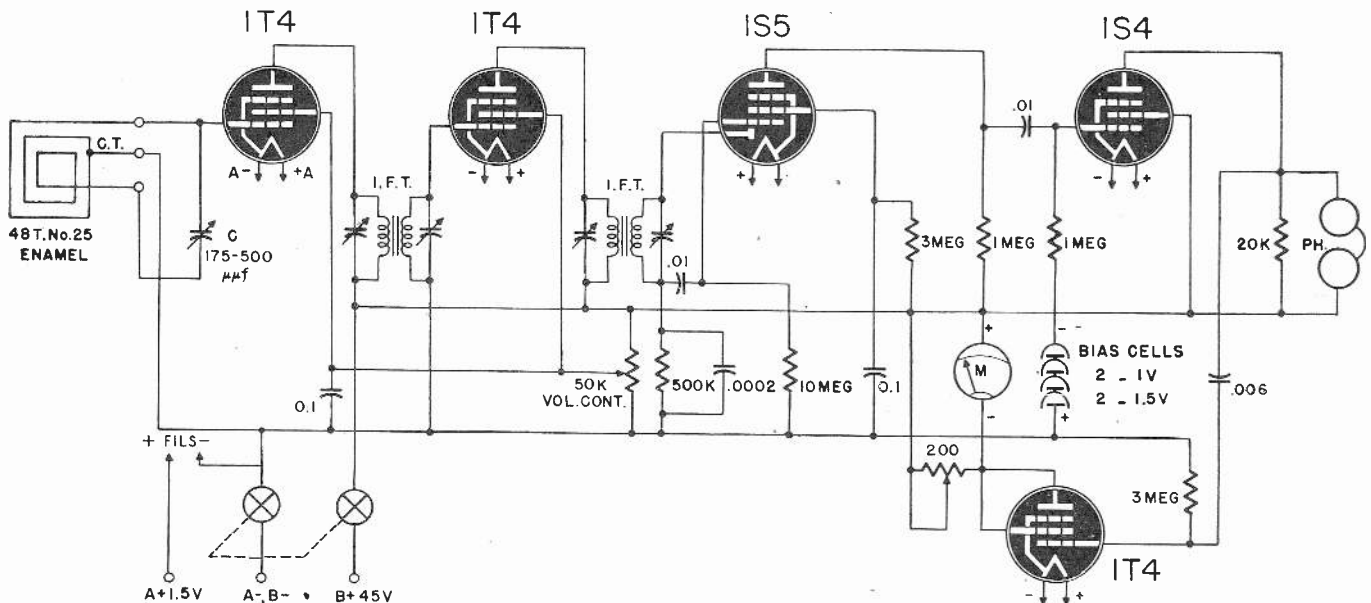 1T4
1T4
1S5
1S4
C.T.
A-
+A
-
+
+
-
+
I.F.T.
I.F.T.
48T, No. 25
ENAMEL
C
175-500
μμf
.01
.01
3MEG
1MEG
1MEG
20K
PH.
+
- -
M
BIAS CELLS
2 - 1V
2 - 1.5V
-
+
0.1
50K
VOL. CONT.
500K
.0002
10MEG
0.1
.006
+ FILS-
200
3MEG
1T4
-
+
A+1.5V
A-,B-
B+45V